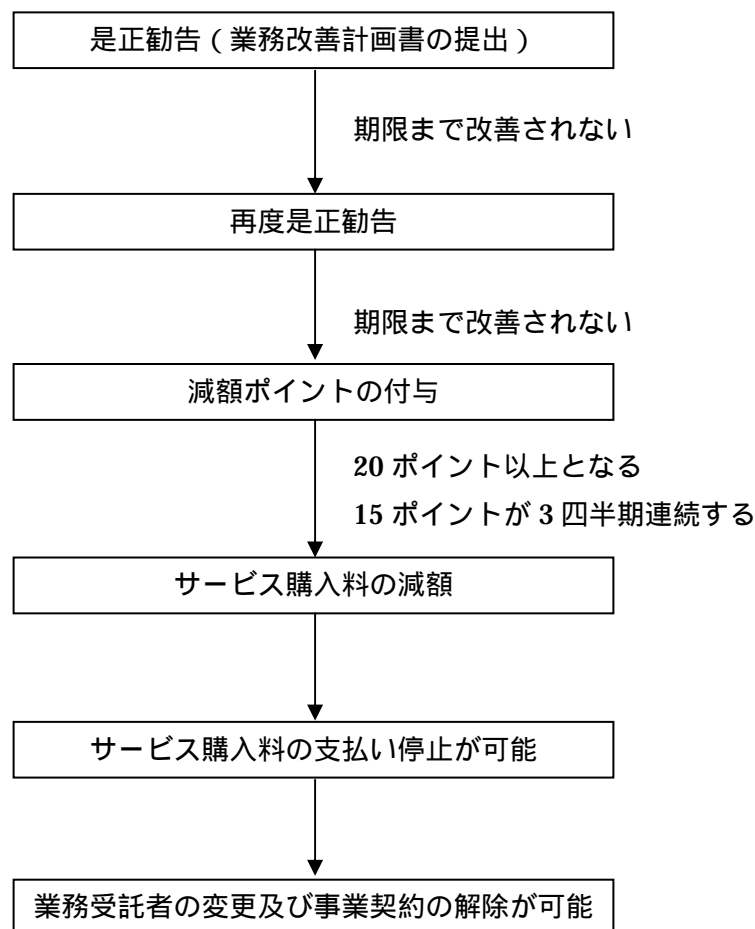 是正勧告（業務改善計画書の提出）
期限まで改善されない
再度是正勧告
期限まで改善されない
減額ポイントの付与
20 ポイント以上となる
15 ポイントが 3 四半期連続する
サービス購入料の減額
サービス購入料の支払い停止が可能
業務受託者の変更及び事業契約の解除が可能